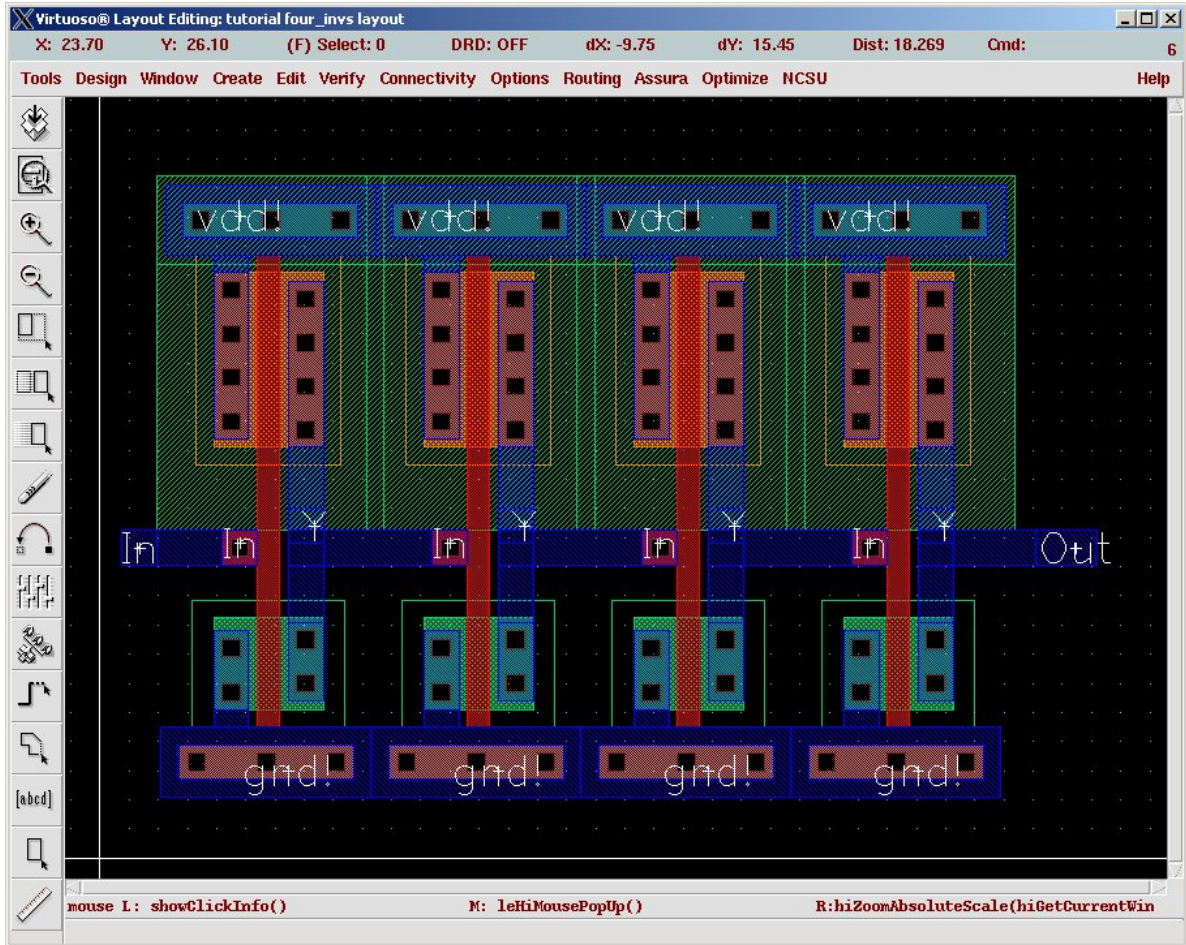 Virtuoso® Layout Editing: tutorial four_invs layout
X: 23.70 Y: 26.10 (F) Select: 0 DRD: OFF dX: -9.75 dY: 15.45 Dist: 18.269 Cmd: 6
Tools Design Window Create Edit Verify Connectivity Options Routing Assura Optimize NCSU Help
vdd! vdd! vdd! vdd!
Y Y Y Y
In In In In In Out
gnd! gnd! gnd! gnd!
[abcd]
mouse L: showClickInfo() M: leHiMousePopUp() R:hiZoomAbsoluteScale(hiGetCurrentWin